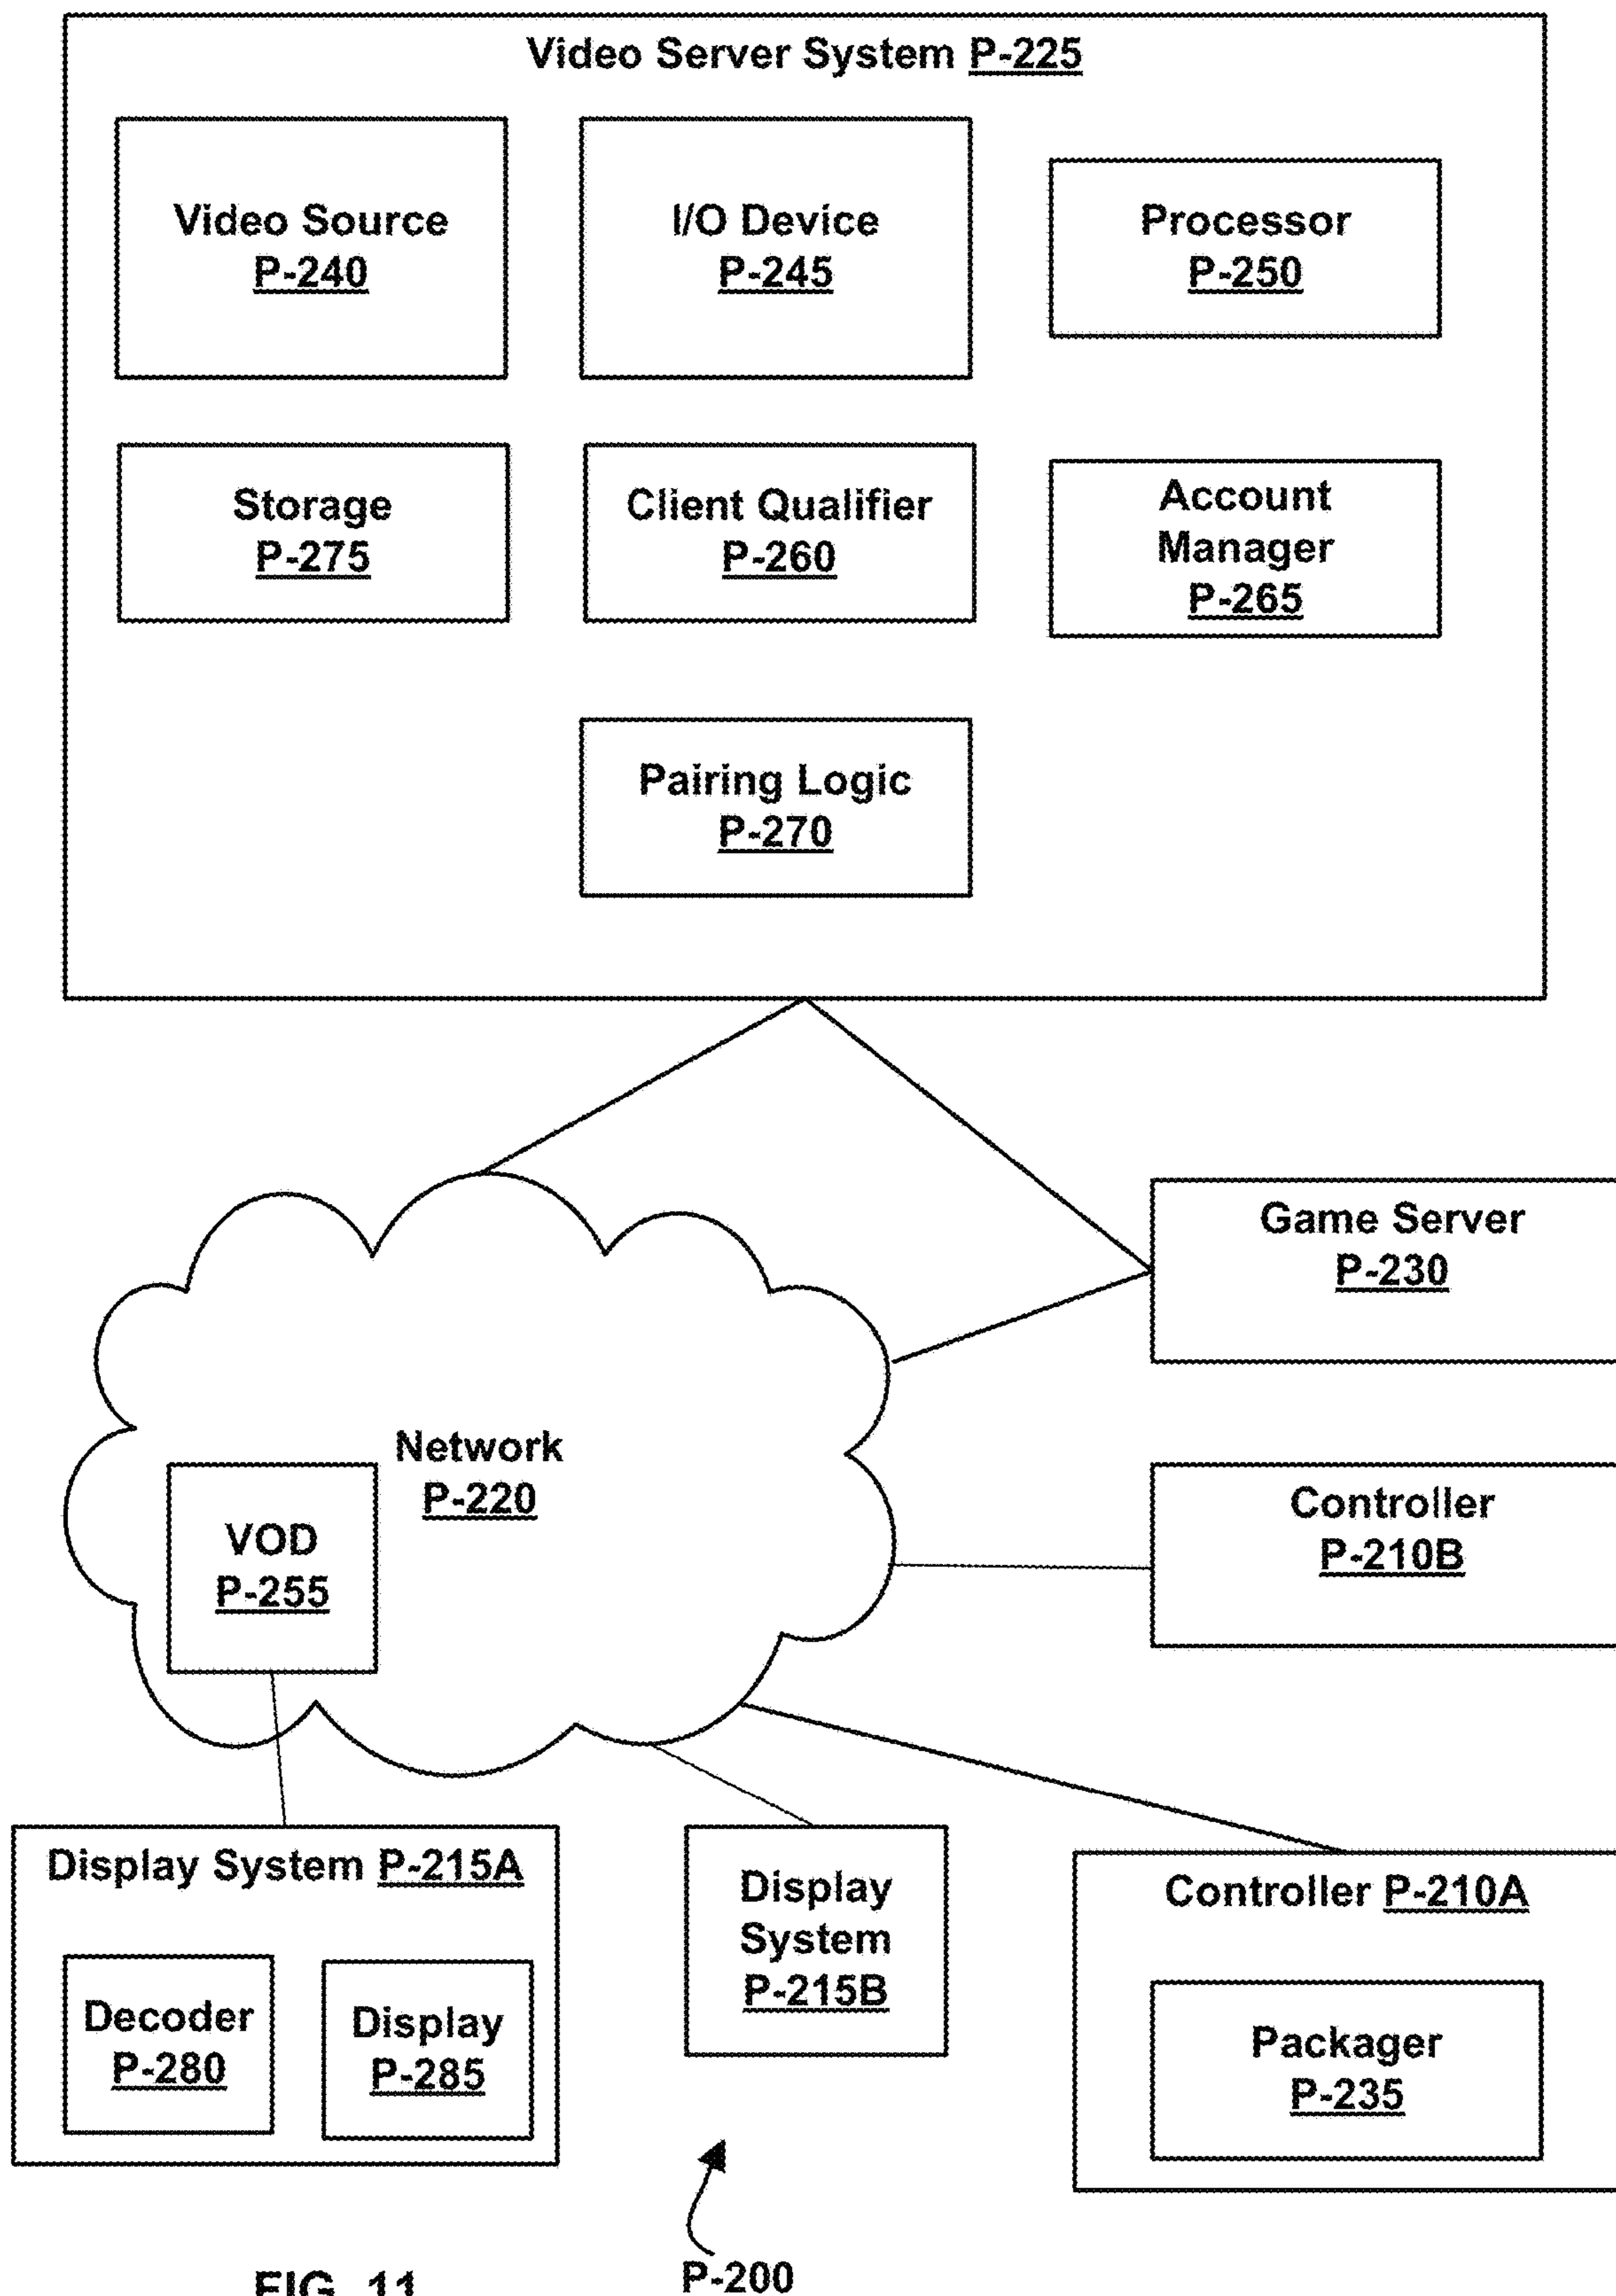 Video Server System P-225
Video Source
P-240
I/O Device
P-245
Processor
P-250
Storage
P-275
Client Qualifier
P-260
Account
Manager
P-265
Pairing Logic
P-270
Game Server
P-230
Network
P-220
VOD
P-255
Controller
P-210B
Display System P-215A
Decoder
P-280
Display
P-285
Display
System
P-215B
Controller P-210A
Packager
P-235
P-200
FIG. 11